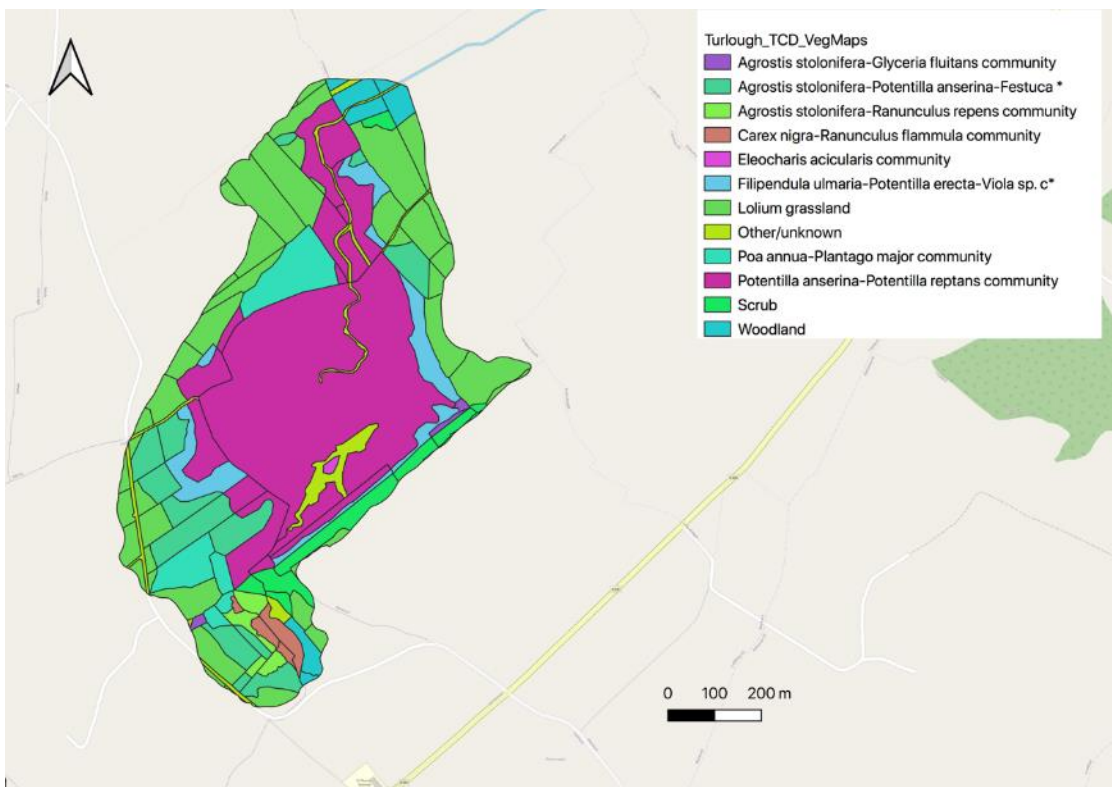 Turlough_TCD_VegMaps
Agrostis stolonifera-Glyceria fluitans community
Agrostis stolonifera-Potentilla anserina-Festuca *
Agrostis stolonifera-Ranunculus repens community
Carex nigra-Ranunculus flammula community
Eleocharis acicularis community
Filipendula ulmaria-Potentilla erecta-Viola sp. c*
Lolium grassland
Other/unknown
Poa annua-Plantago major community
Potentilla anserina-Potentilla reptans community
Scrub
Woodland
0 100 200 m